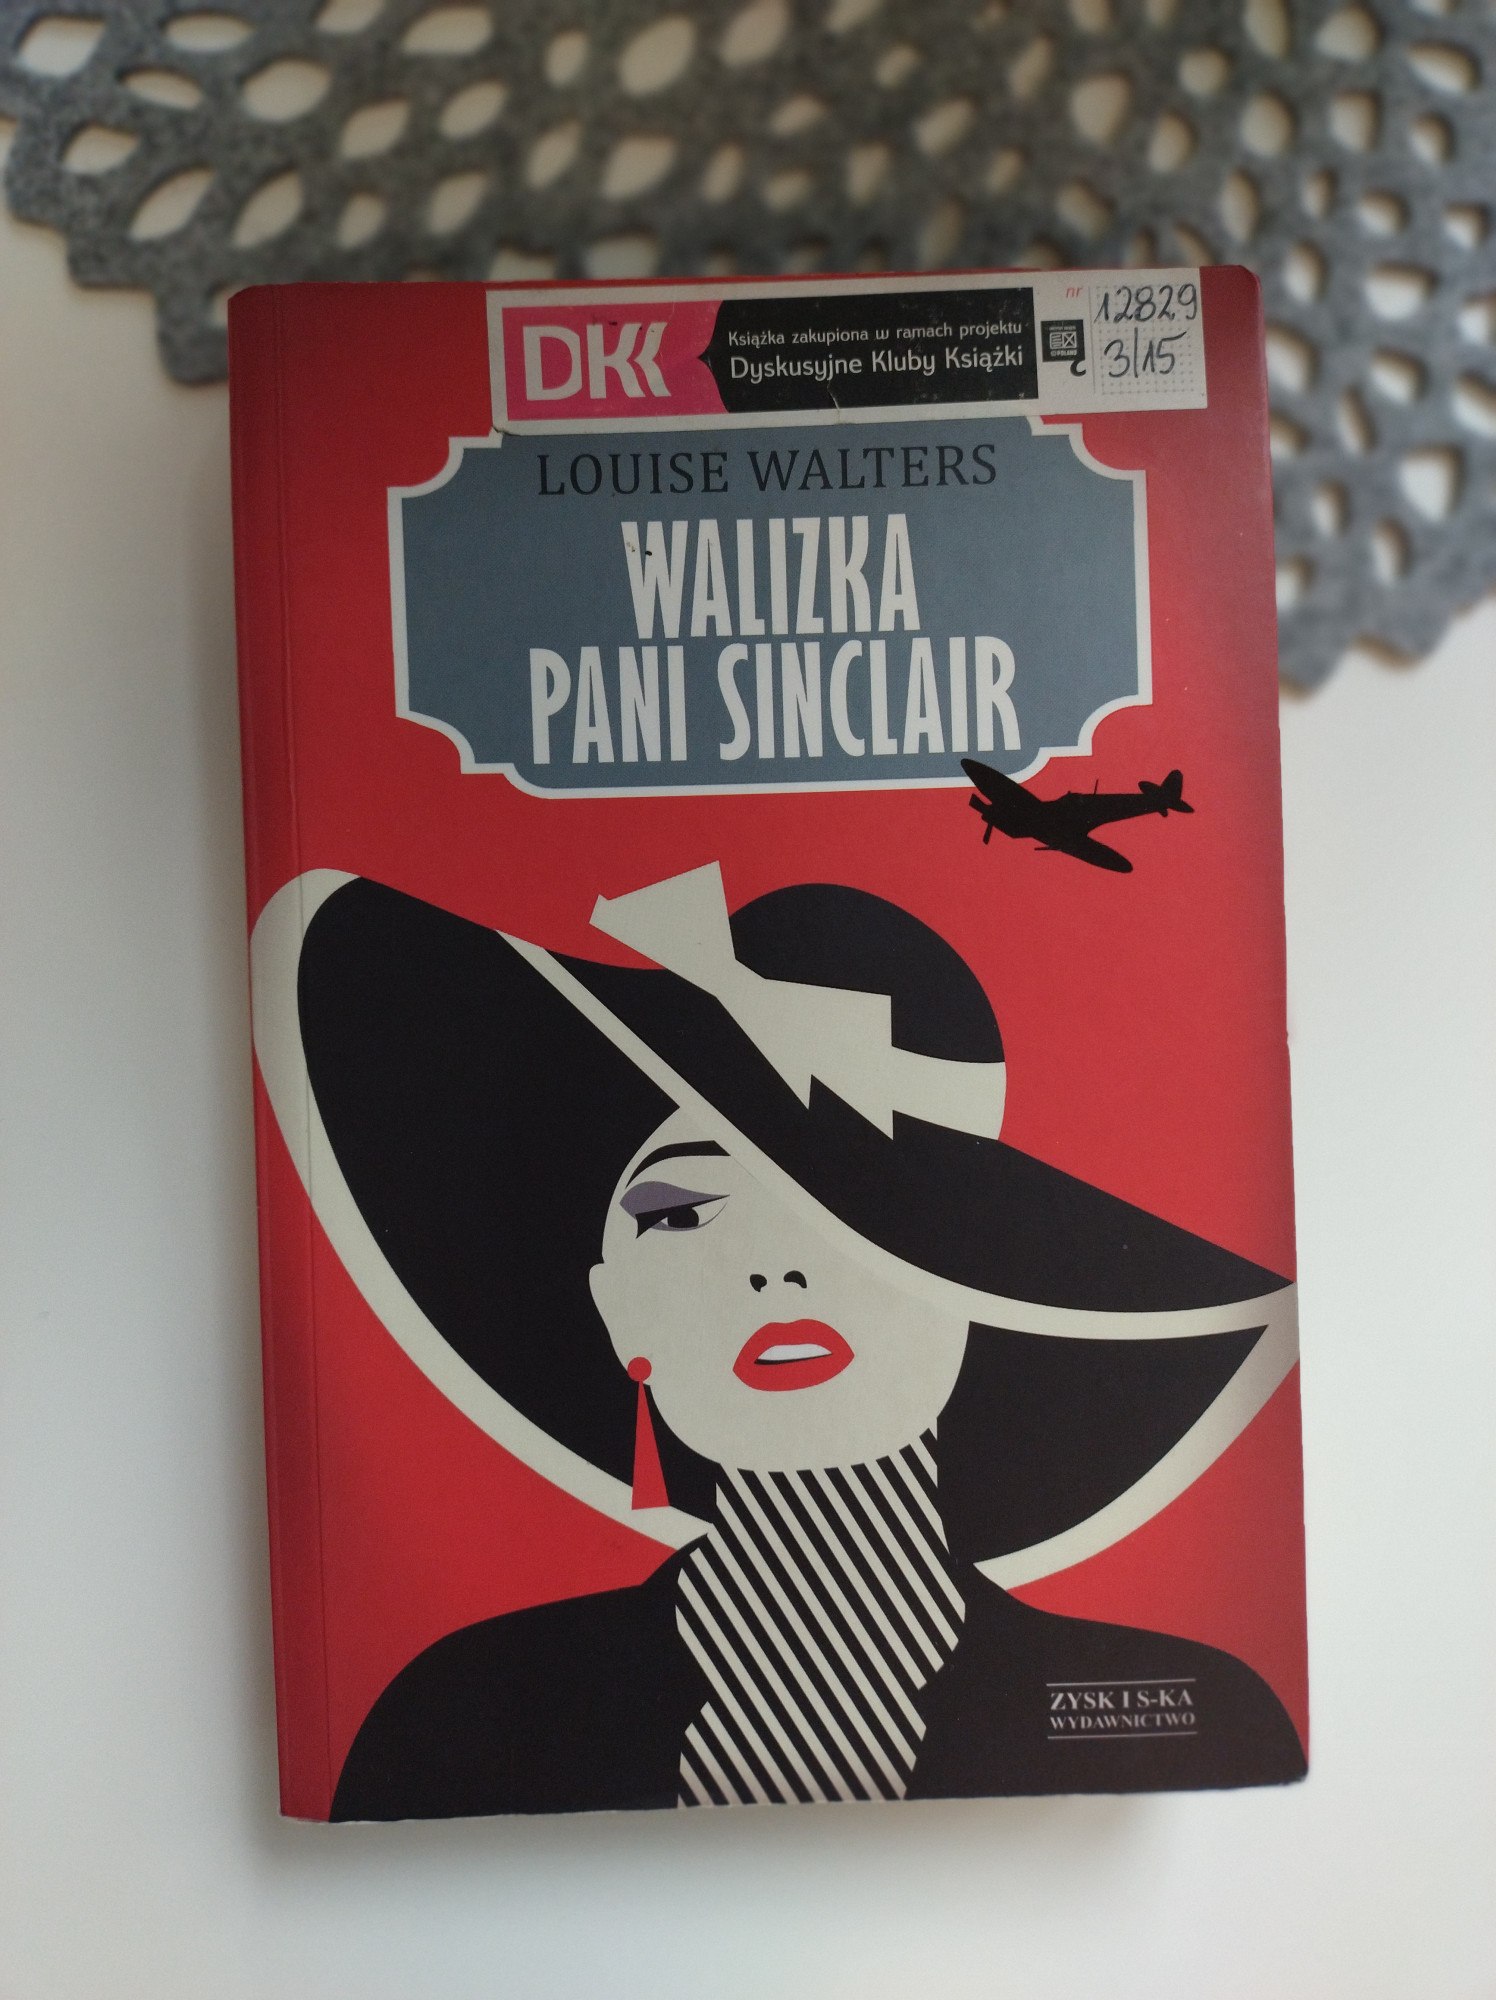 DKK
Książka zakupiona w ramach projektu
Dyskusyjne Kluby Książki
nr
12829
3/15
LOUISE WALTERS
WALIZKA
PANI SINCLAIR
ZYSK I S-KA
WYDAWNICTWO